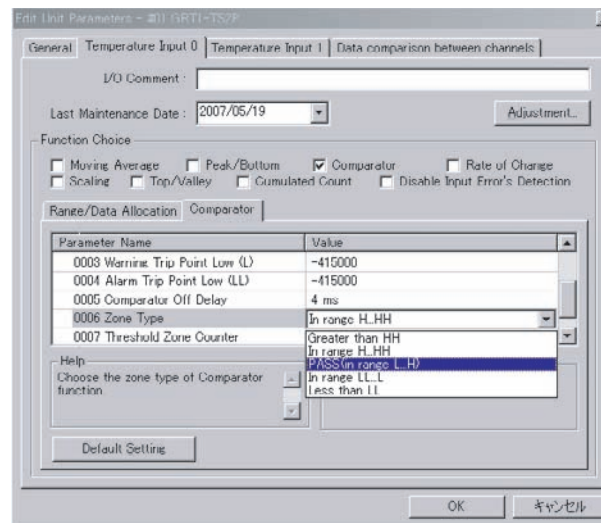 Edit Unit Parameters - #01 GRT1-TS2P
General
Temperature Input 0
Temperature Input 1
Data comparison between channels
I/O Comment :
Last Maintenance Date :
2007/05/19
Adjustment...
Function Choice
Moving Average
Peak/Bottom
Comparator
Rate of Change
Scaling
Top/Valley
Cumulated Count
Disable Input Error's Detection
Range/Data Allocation
Comparator
Parameter Name
Value
0003 Warning Trip Point Low (L)
-415000
0004 Alarm Trip Point Low (LL)
-415000
0005 Comparator Off Delay
4 ms
0006 Zone Type
In range H...HH
0007 Threshold Zone Counter
Greater than HH
In range H...HH
PASS(in range L...H)
In range LL...L
Less than LL
Help
Choose the zone type of Comparator
function.
Default Setting
OK
キャンセル